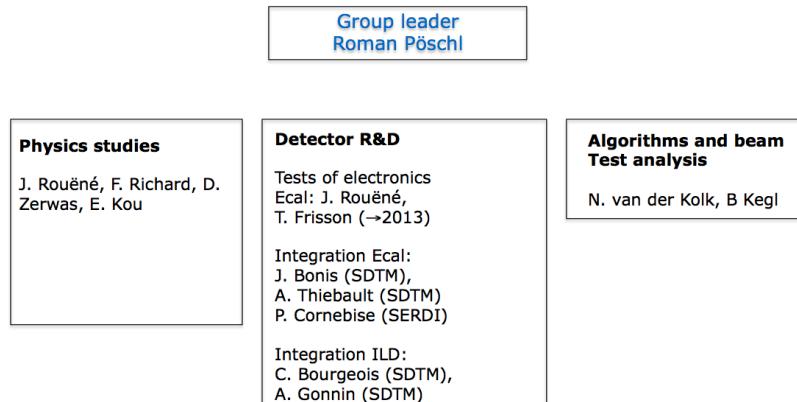 Group leader
Roman Pöschl
Physics studies
J. Rouëné, F. Richard, D.
Zerwas, E. Kou
Detector R&D
Tests of electronics
Ecal: J. Rouëné,
T. Frisson (→2013)
Integration Ecal:
J. Bonis (SDTM),
A. Thiebault (SDTM)
P. Cornebise (SERDI)
Integration ILD:
C. Bourgeois (SDTM),
A. Gonnin (SDTM)
Algorithms and beam
Test analysis
N. van der Kolk, B Kegl